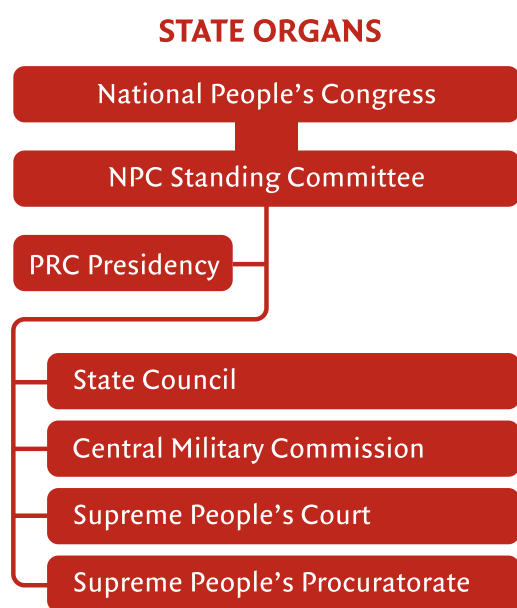 STATE ORGANS
National People’s Congress
NPC Standing Committee
PRC Presidency
State Council
Central Military Commission
Supreme People’s Court
Supreme People’s Procuratorate